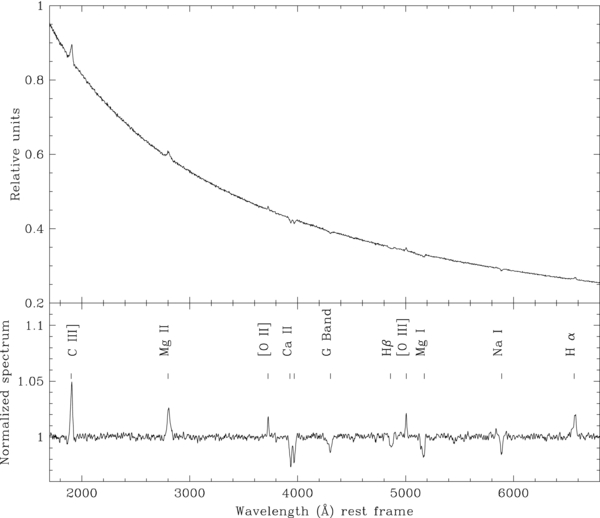 1
0.8
0.6
0.4
0.2
Relative units
1.1
1.05
1
Normalized spectrum
C III]
Mg II
[O II]
Ca II
G Band
Hβ
[O III]
Mg I
Na I
H α
2000 3000 4000 5000 6000
Wavelength (Å) rest frame